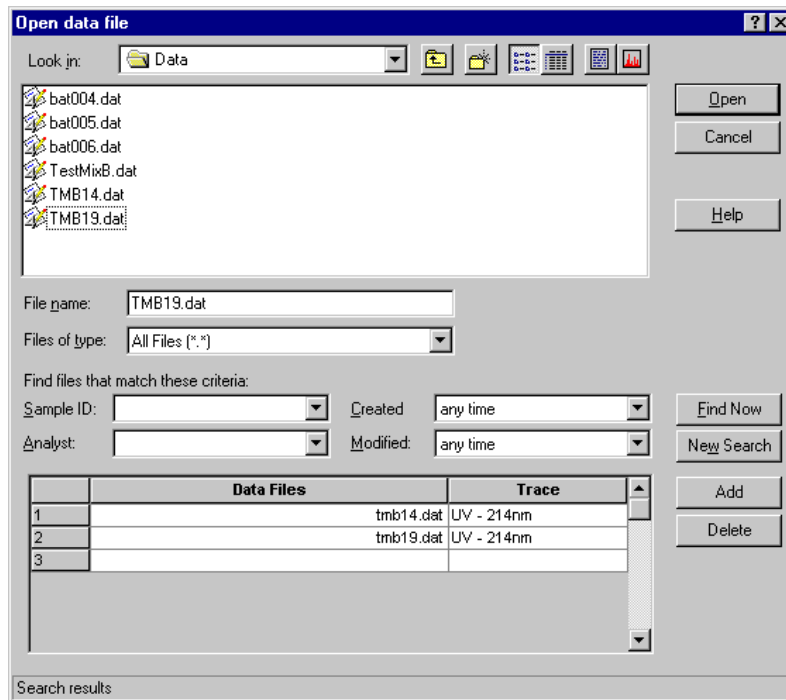 Open data file
Look in: Data
bat004.dat
bat005.dat
bat006.dat
TestMixB.dat
TMB14.dat
TMB19.dat
Open
Cancel
Help
File name: TMB19.dat
Files of type: All Files (*.*)
Find files that match these criteria:
Sample ID: Created any time
Analyst: Modified: any time
Find Now
New Search
Data Files Trace
1 tmb14.dat UV - 214nm
2 tmb19.dat UV - 214nm
3
Add
Delete
Search results